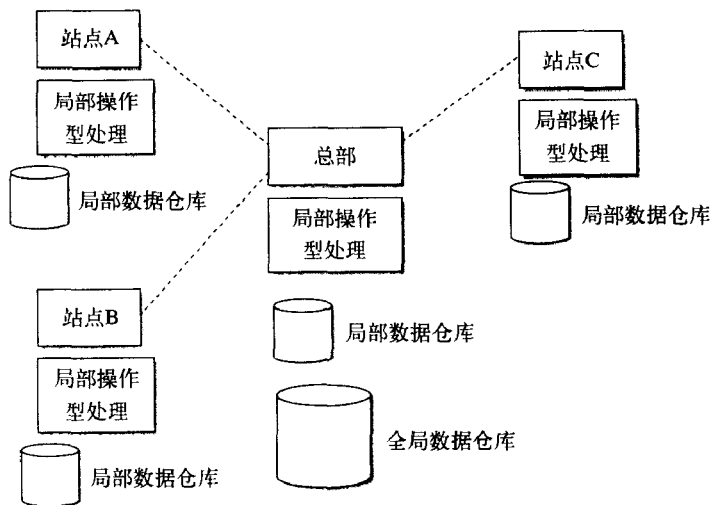 站点A
局部操作
型处理
局部数据仓库
站点B
局部操作
型处理
局部数据仓库
总部
局部操作
型处理
局部数据仓库
全局数据仓库
站点C
局部操作
型处理
局部数据仓库